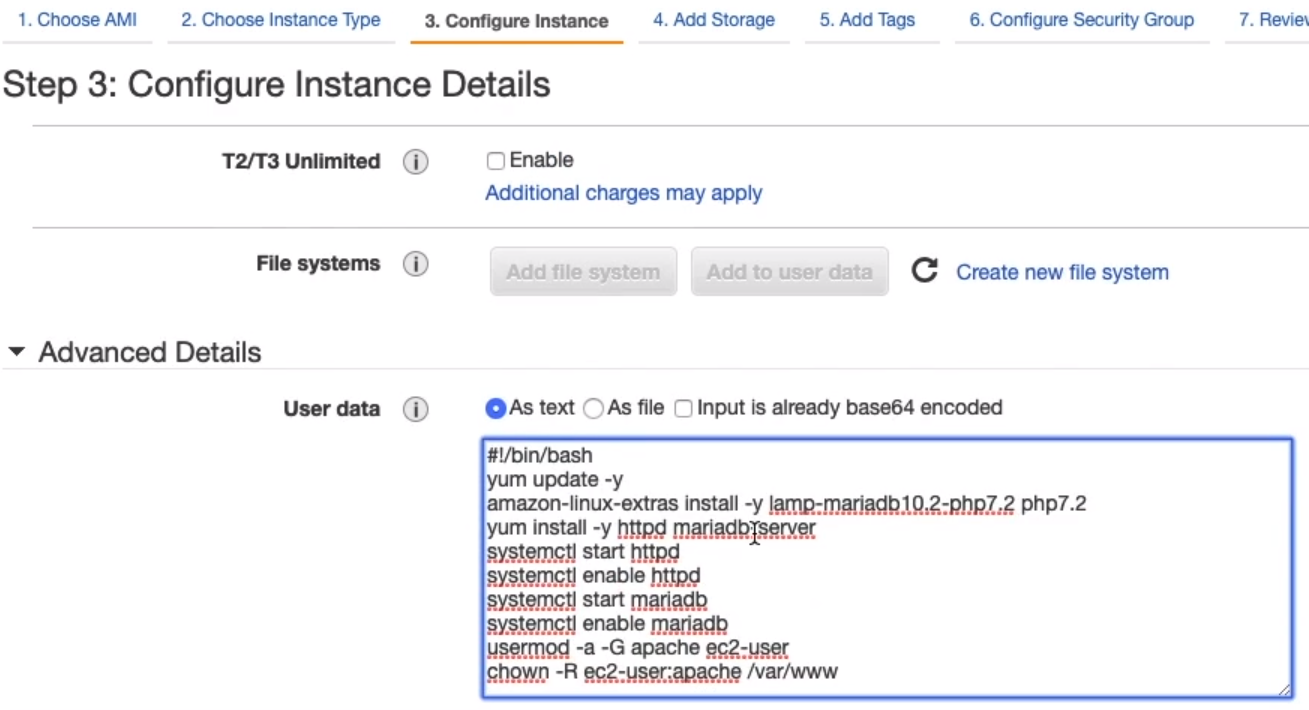 1. Choose AMI 2. Choose Instance Type 3. Configure Instance 4. Add Storage 5. Add Tags 6. Configure Security Group 7. Review
Step 3: Configure Instance Details
T2/T3 Unlimited i Enable
Additional charges may apply
File systems i Add file system Add to user data Create new file system
Advanced Details
User data i As text As file Input is already base64 encoded
#!/bin/bash
yum update -y
amazon-linux-extras install -y lamp-mariadb10.2-php7.2 php7.2
yum install -y httpd mariadb-server
systemctl start httpd
systemctl enable httpd
systemctl start mariadb
systemctl enable mariadb
usermod -a -G apache ec2-user
chown -R ec2-user:apache /var/www